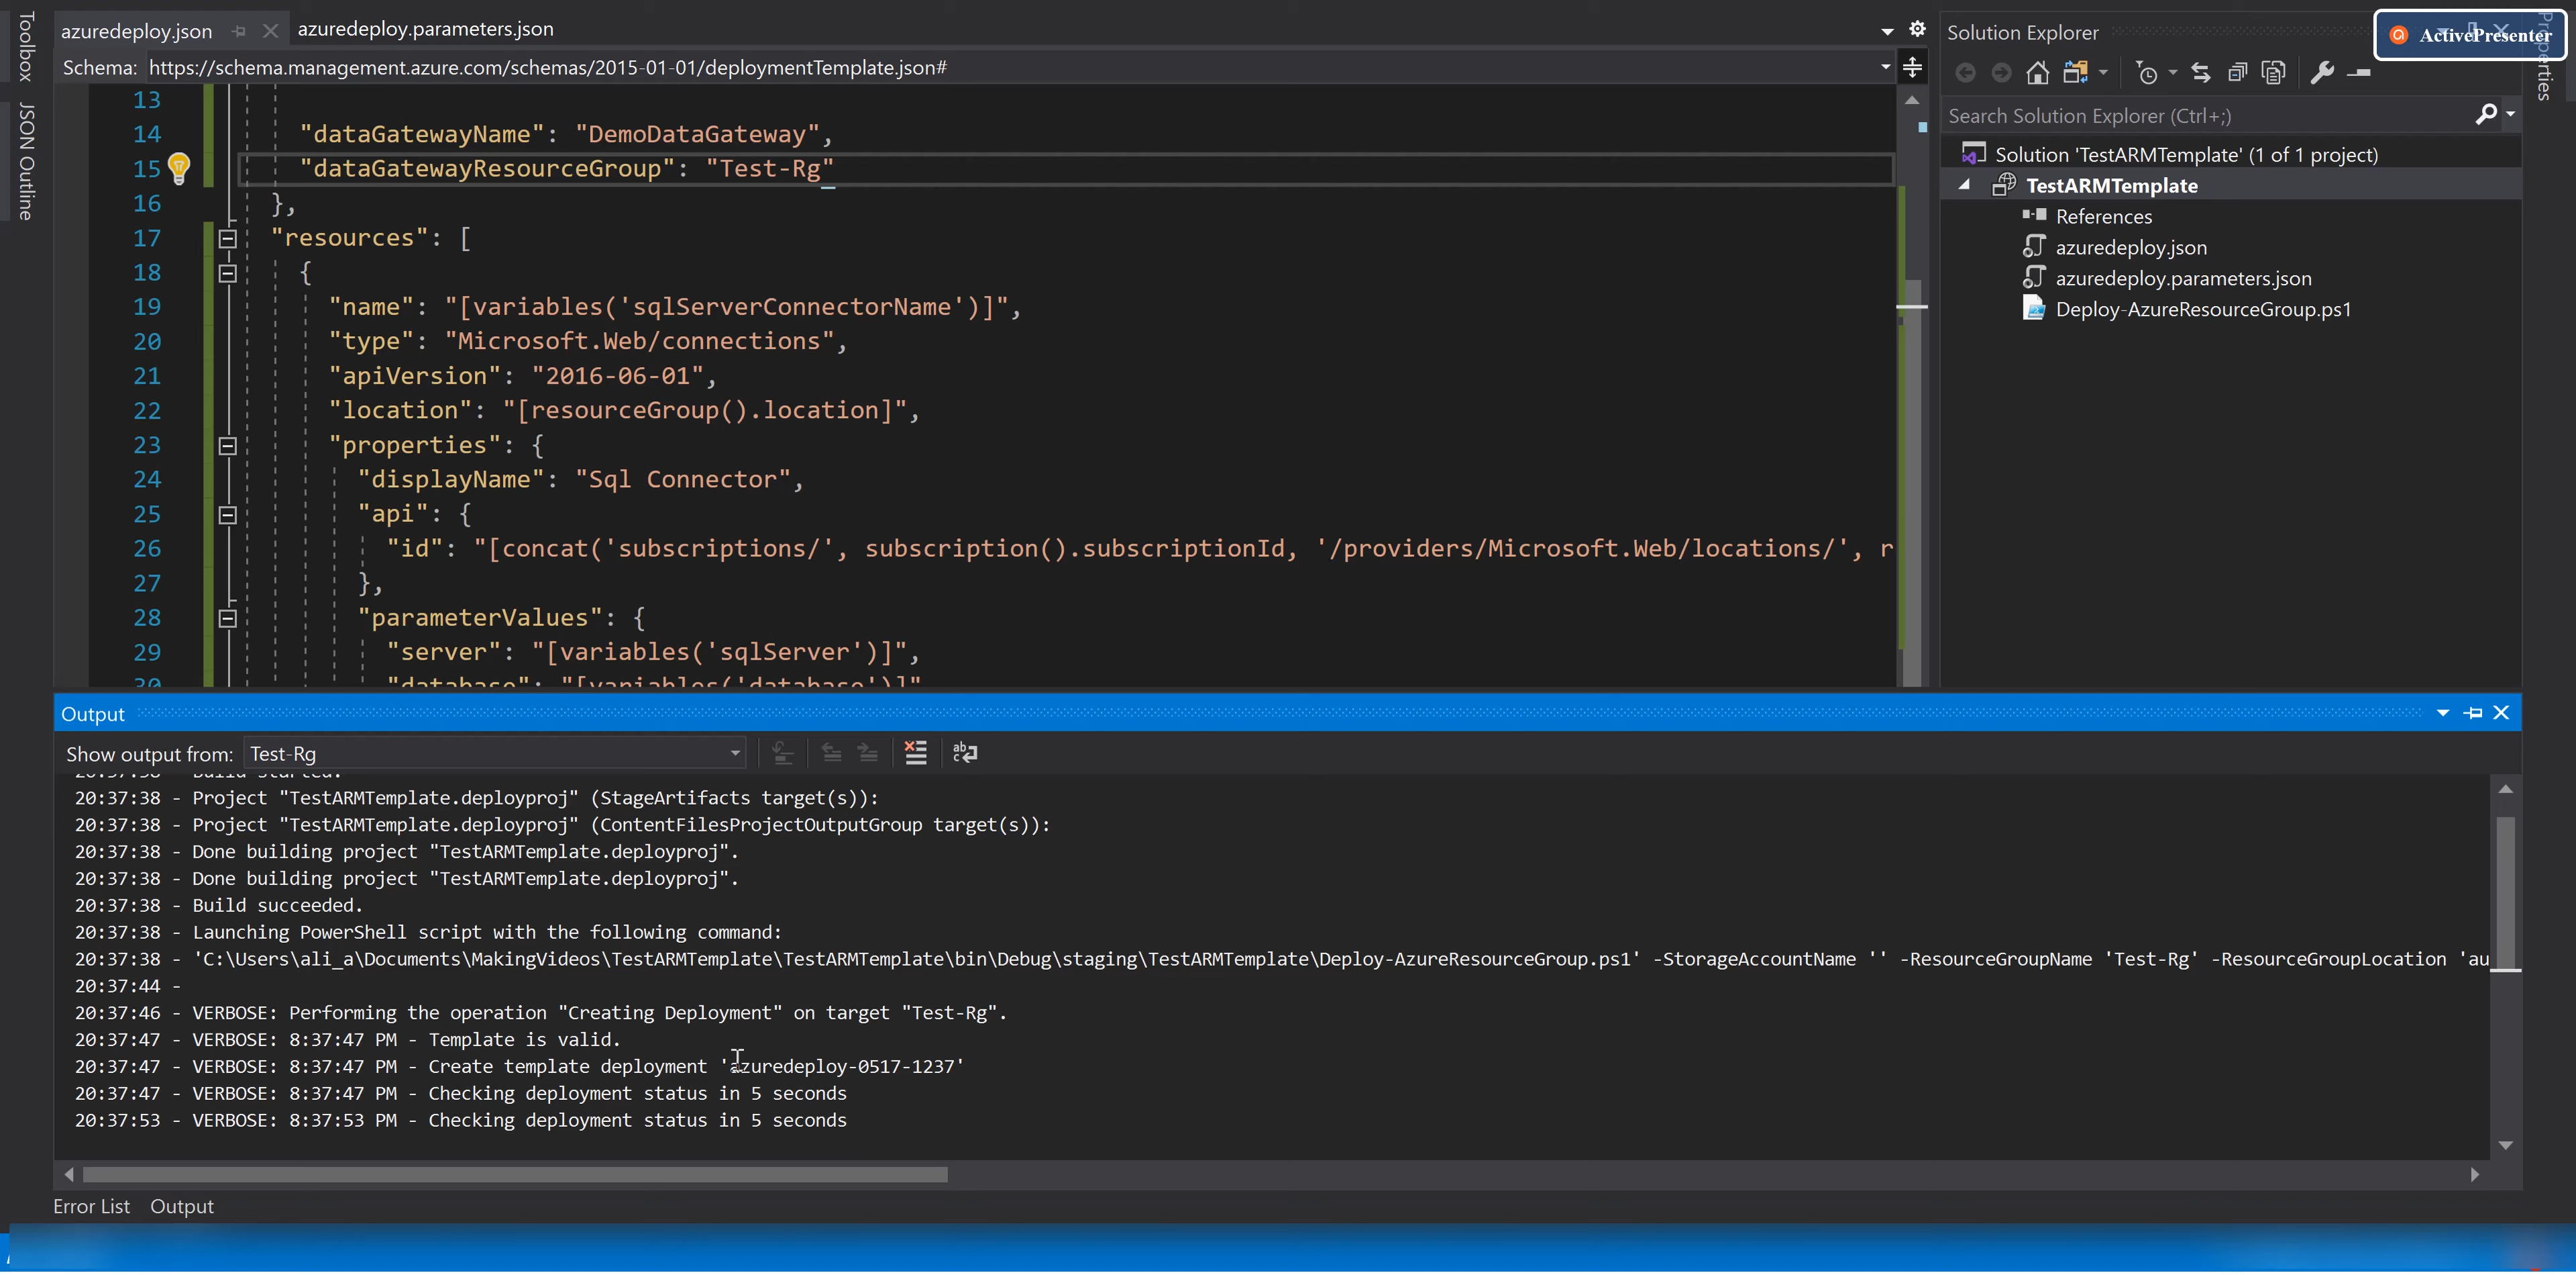 azuredeploy.json
azuredeploy.parameters.json
Schema: https://schema.management.azure.com/schemas/2015-01-01/deploymentTemplate.json#
Toolbox
JSON Outline
13
14 "dataGatewayName": "DemoDataGateway",
15 "dataGatewayResourceGroup": "Test-Rg"
16 },
17 "resources": [
18 {
19 "name": "[variables('sqlServerConnectorName')]",
20 "type": "Microsoft.Web/connections",
21 "apiVersion": "2016-06-01",
22 "location": "[resourceGroup().location]",
23 "properties": {
24 "displayName": "Sql Connector",
25 "api": {
26 "id": "[concat('subscriptions/', subscription().subscriptionId, '/providers/Microsoft.Web/locations/', r
27 },
28 "parameterValues": {
29 "server": "[variables('sqlServer')]",
30 "database": "[variables('database')]"
Solution Explorer
ActivePresenter
Properties
Search Solution Explorer (Ctrl+;)
Solution 'TestARMTemplate' (1 of 1 project)
TestARMTemplate
References
azuredeploy.json
azuredeploy.parameters.json
Deploy-AzureResourceGroup.ps1
Output
Show output from: Test-Rg
20:37:38 - Build started.
20:37:38 - Project "TestARMTemplate.deployproj" (StageArtifacts target(s)):
20:37:38 - Project "TestARMTemplate.deployproj" (ContentFilesProjectOutputGroup target(s)):
20:37:38 - Done building project "TestARMTemplate.deployproj".
20:37:38 - Done building project "TestARMTemplate.deployproj".
20:37:38 - Build succeeded.
20:37:38 - Launching PowerShell script with the following command:
20:37:38 - 'C:\Users\ali_a\Documents\MakingVideos\TestARMTemplate\TestARMTemplate\bin\Debug\staging\TestARMTemplate\Deploy-AzureResourceGroup.ps1' -StorageAccountName '' -ResourceGroupName 'Test-Rg' -ResourceGroupLocation 'au
20:37:44 -
20:37:46 - VERBOSE: Performing the operation "Creating Deployment" on target "Test-Rg".
20:37:47 - VERBOSE: 8:37:47 PM - Template is valid.
20:37:47 - VERBOSE: 8:37:47 PM - Create template deployment 'azuredeploy-0517-1237'
20:37:47 - VERBOSE: 8:37:47 PM - Checking deployment status in 5 seconds
20:37:53 - VERBOSE: 8:37:53 PM - Checking deployment status in 5 seconds
Error List
Output